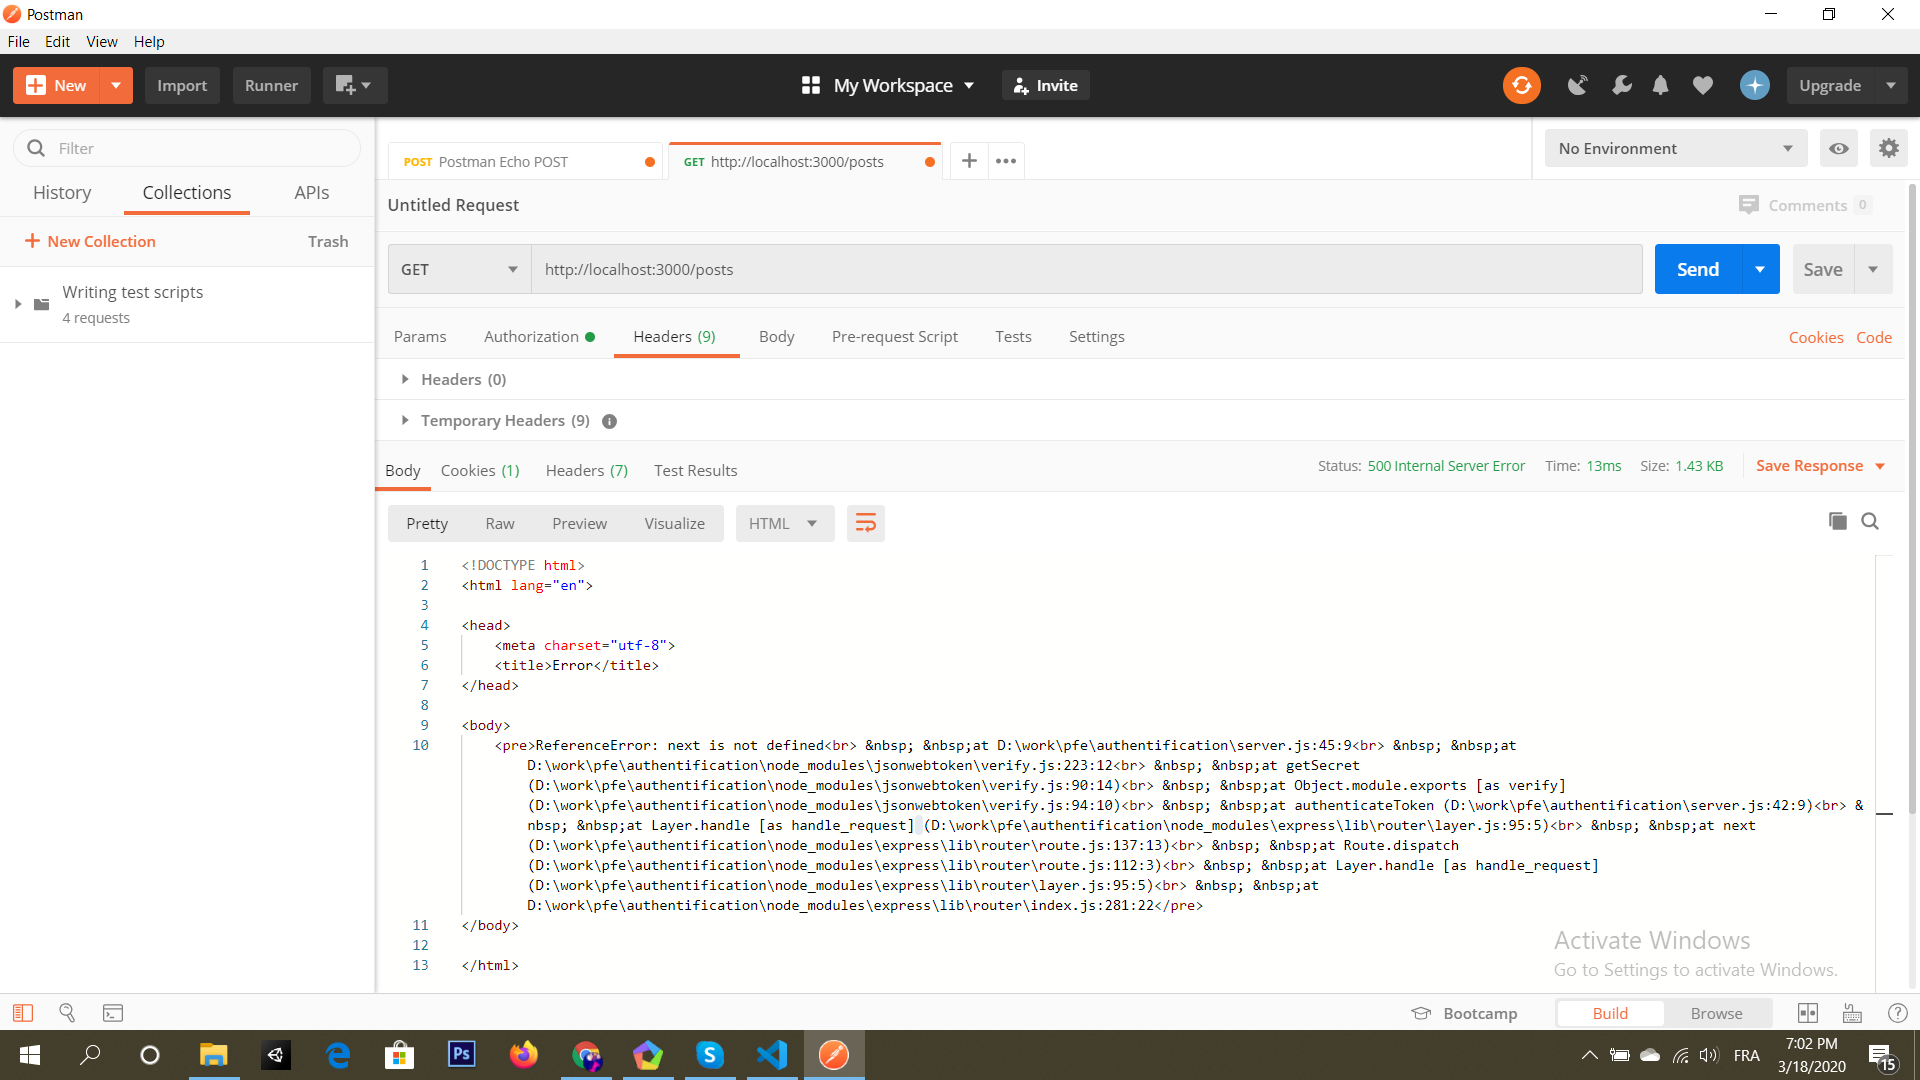 Postman
File Edit View Help
New Import Runner My Workspace Invite Upgrade
Filter
History Collections APIs
New Collection Trash
Writing test scripts
4 requests
POST Postman Echo POST GET http://localhost:3000/posts No Environment
Untitled Request Comments 0
GET http://localhost:3000/posts Send Save
Params Authorization Headers (9) Body Pre-request Script Tests Settings Cookies Code
Headers (0)
Temporary Headers (9)
Body Cookies (1) Headers (7) Test Results Status: 500 Internal Server Error Time: 13ms Size: 1.43 KB Save Response
Pretty Raw Preview Visualize HTML
1 <!DOCTYPE html>
2 <html lang="en">
3
4 <head>
5 <meta charset="utf-8">
6 <title>Error</title>
7 </head>
8
9 <body>
10 <pre>ReferenceError: next is not defined<br> &nbsp; &nbsp;at D:\work\pfe\authentification\server.js:45:9<br> &nbsp; &nbsp;at
D:\work\pfe\authentification\node_modules\jsonwebtoken\verify.js:223:12<br> &nbsp; &nbsp;at getSecret
(D:\work\pfe\authentification\node_modules\jsonwebtoken\verify.js:90:14)<br> &nbsp; &nbsp;at Object.module.exports [as verify]
(D:\work\pfe\authentification\node_modules\jsonwebtoken\verify.js:94:10)<br> &nbsp; &nbsp;at authenticateToken (D:\work\pfe\authentification\server.js:42:9)<br> &
nbsp; &nbsp;at Layer.handle [as handle_request] (D:\work\pfe\authentification\node_modules\express\lib\router\layer.js:95:5)<br> &nbsp; &nbsp;at next
(D:\work\pfe\authentification\node_modules\express\lib\router\route.js:137:13)<br> &nbsp; &nbsp;at Route.dispatch
(D:\work\pfe\authentification\node_modules\express\lib\router\route.js:112:3)<br> &nbsp; &nbsp;at Layer.handle [as handle_request]
(D:\work\pfe\authentification\node_modules\express\lib\router\layer.js:95:5)<br> &nbsp; &nbsp;at
D:\work\pfe\authentification\node_modules\express\lib\router\index.js:281:22</pre>
11 </body>
12
13 </html>
Activate Windows
Go to Settings to activate Windows.
Bootcamp Build Browse
Ps FRA 7:02 PM
3/18/2020 15